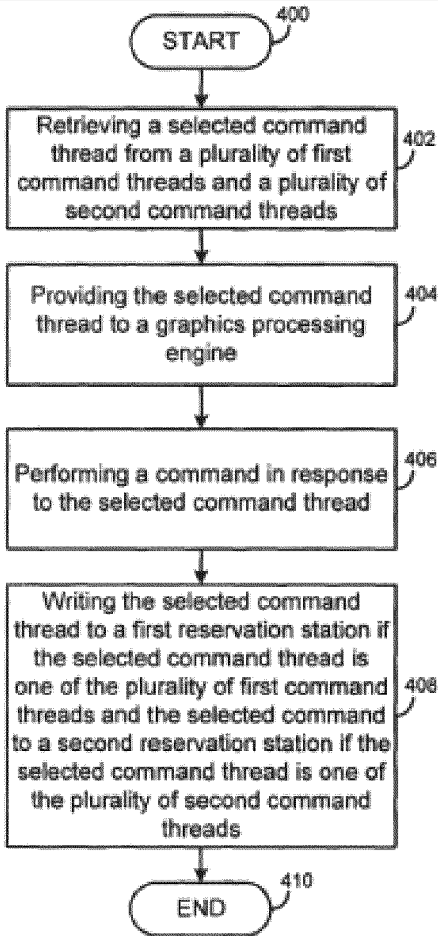 START
400
Retrieving a selected command
thread from a plurality of first
command threads and a plurality of
second command threads
402
Providing the selected command
thread to a graphics processing
engine
404
Performing a command in response
to the selected command thread
406
Writing the selected command
thread to a first reservation station if
the selected command thread is
one of the plurality of first command
threads and the selected command
to a second reservation station if the
selected command thread is one of
the plurality of second command
threads
408
END
410